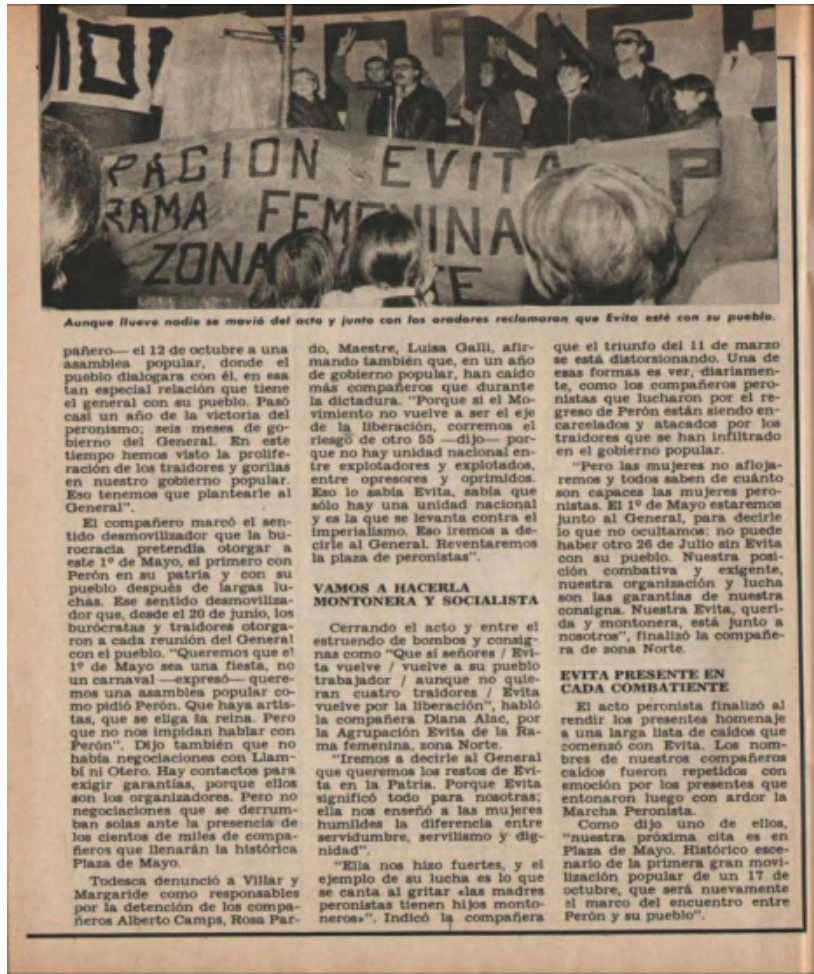 PACION EVITA P
RAMA FEMENINA
ZONA TE
Aunque llueve nadie se movió del acto y junto con los oradores reclamaron que Evita esté con su pueblo.
pañero— el 12 de octubre a una
asamblea popular, donde el
pueblo dialogara con él, en esa
tan especial relación que tiene
el general con su pueblo. Pasó
casi un año de la victoria del
peronismo; seis meses de go-
bierno del General. En este
tiempo hemos visto la prolife-
ración de los traidores y gorilas
en nuestro gobierno popular.
Eso tenemos que plantearle al
General".
El compañero marcó el sen-
tido desmovilizador que la bu-
rocracia pretendía otorgar a
este 1º de Mayo, el primero con
Perón en su patria y con su
pueblo después de largas lu-
chas. Ese sentido desmoviliza-
dor que, desde el 20 de junio, los
burócratas y traidores otorga-
ron a cada reunión del General
con el pueblo. "Queremos que el
1º de Mayo sea una fiesta, no
un carnaval —expresó— quere-
mos una asamblea popular co-
mo pidió Perón. Que haya artis-
tas, que se eliga la reina. Pero
que no nos impidan hablar con
Perón". Dijo también que no
había negociaciones con Llam-
bí ni Otero. Hay contactos para
exigir garantías, porque ellos
son los organizadores. Pero no
negociaciones que se derrum-
ban solas ante la presencia de
los cientos de miles de compa-
ñeros que llenarán la histórica
Plaza de Mayo.
Todesca denunció a Villar y
Margaride como responsables
por la detención de los compa-
ñeros Alberto Camps, Rosa Par-
do, Maestre, Luisa Galli, afir-
mando también que, en un año
de gobierno popular, han caído
más compañeros que durante
la dictadura. "Porque si el Mo-
vimiento no vuelve a ser el eje
de la liberación, corremos el
riesgo de otro 55 —dijo— por-
que no hay unidad nacional en-
tre explotadores y explotados,
entre opresores y oprimidos.
Eso lo sabía Evita, sabía que
sólo hay una unidad nacional
y es la que se levanta contra el
imperialismo. Eso iremos a de-
cirle al General. Reventaremos
la plaza de peronistas".
VAMOS A HACERLA
MONTONERA Y SOCIALISTA
Cerrando el acto y entre el
estruendo de bombos y consig-
nas como "Que sí señores / Evi-
ta vuelve / vuelve a su pueblo
trabajador / aunque no quie-
ran cuatro traidores / Evita
vuelve por la liberación", habló
la compañera Diana Alac, por
la Agrupación Evita de la Ra-
ma femenina, zona Norte.
"Iremos a decirle al General
que queremos los restos de Evi-
ta en la Patria. Porque Evita
significó todo para nosotras;
ella nos enseñó a las mujeres
humildes la diferencia entre
servidumbre, servilismo y dig-
nidad".
"Ella nos hizo fuertes, y el
ejemplo de su lucha es lo que
se canta al gritar «las madres
peronistas tienen hijos monto-
neros»". Indicó la compañera
que el triunfo del 11 de marzo
se está distorsionando. Una de
esas formas es ver, diariamen-
te, como los compañeros pero-
nistas que lucharon por el re-
greso de Perón están siendo en-
carcelados y atacados por los
traidores que se han infiltrado
en el gobierno popular.
"Pero las mujeres no afloja-
remos y todos saben de cuánto
son capaces las mujeres pero-
nistas. El 1º de Mayo estaremos
junto al General, para decirle
lo que no ocultamos: no puede
haber otro 26 de Julio sin Evita
con su pueblo. Nuestra posi-
ción combativa y exigente,
nuestra organización y lucha
son las garantías de nuestra
consigna. Nuestra Evita, queri-
da y montonera, está junto a
nosotros", finalizó la compañe-
ra de zona Norte.
EVITA PRESENTE EN
CADA COMBATIENTE
El acto peronista finalizó al
rendir los presentes homenaje
a una larga lista de caídos que
comenzó con Evita. Los nom-
bres de nuestros compañeros
caídos fueron repetidos con
emoción por los presentes que
entonaron luego con ardor la
Marcha Peronista.
Como dijo uno de ellos,
"nuestra próxima cita es en
Plaza de Mayo. Histórico esce-
nario de la primera gran movi-
lización popular de un 17 de
octubre, que será nuevamente
el marco del encuentro entre
Perón y su pueblo".